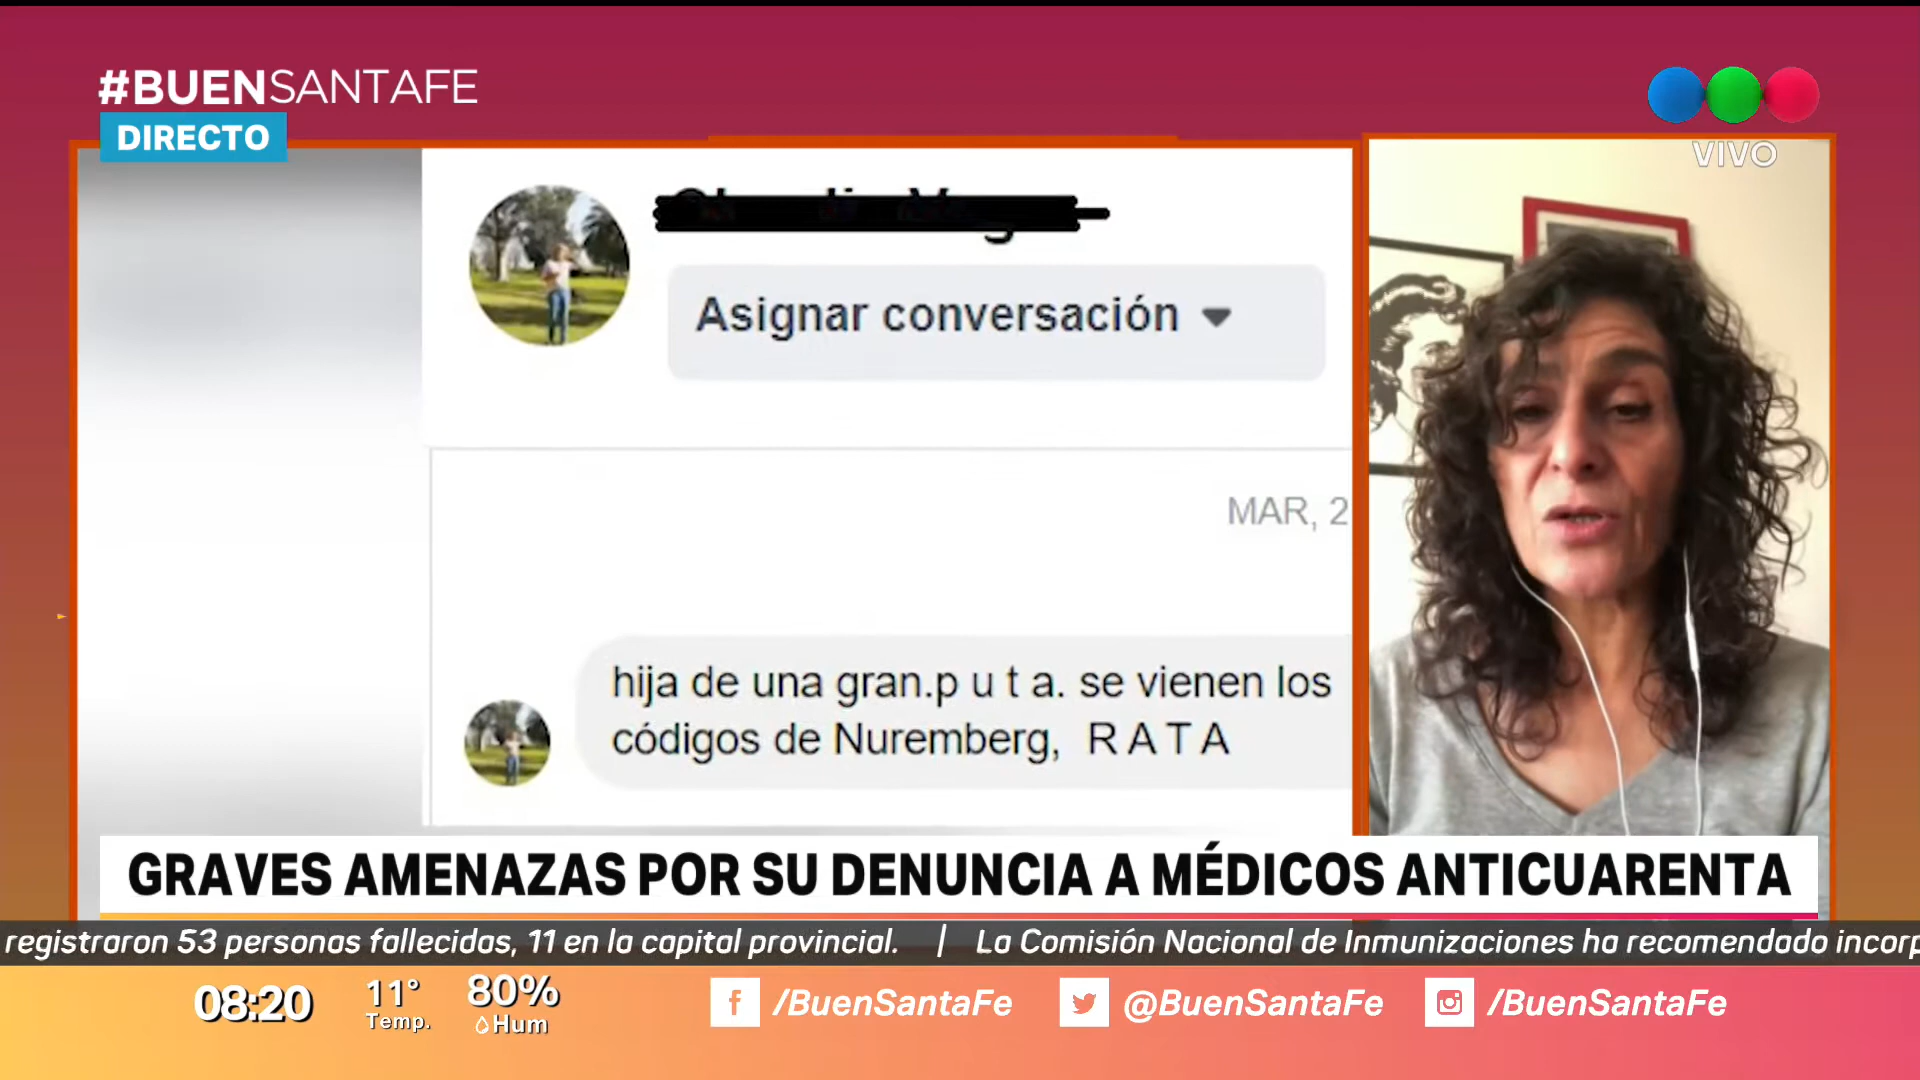 #BUENSANTAFE
DIRECTO
VIVO
Asignar conversación
MAR, 2
hija de una gran.p u t a. se vienen los
códigos de Nuremberg, R A T A
GRAVES AMENAZAS POR SU DENUNCIA A MÉDICOS ANTICUARENTA
registraron 53 personas fallecidas, 11 en la capital provincial. | La Comisión Nacional de Inmunizaciones ha recomendado incorp
08:20
11° Temp.
80% Hum
/BuenSantaFe
@BuenSantaFe
/BuenSantaFe